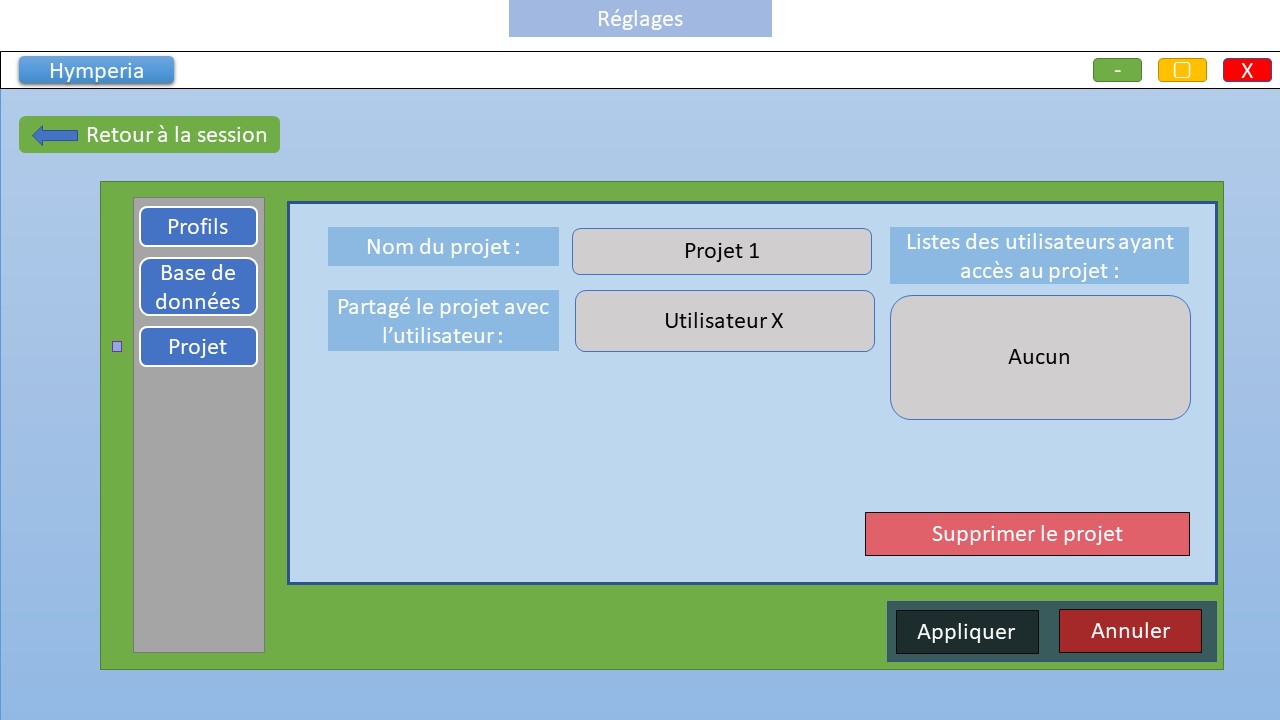 Réglages
Hymperia
-
X
Retour à la session
Profils
Base de
données
Projet
Nom du projet :
Projet 1
Partagé le projet avec
l’utilisateur :
Utilisateur X
Listes des utilisateurs ayant
accès au projet :
Aucun
Supprimer le projet
Appliquer
Annuler